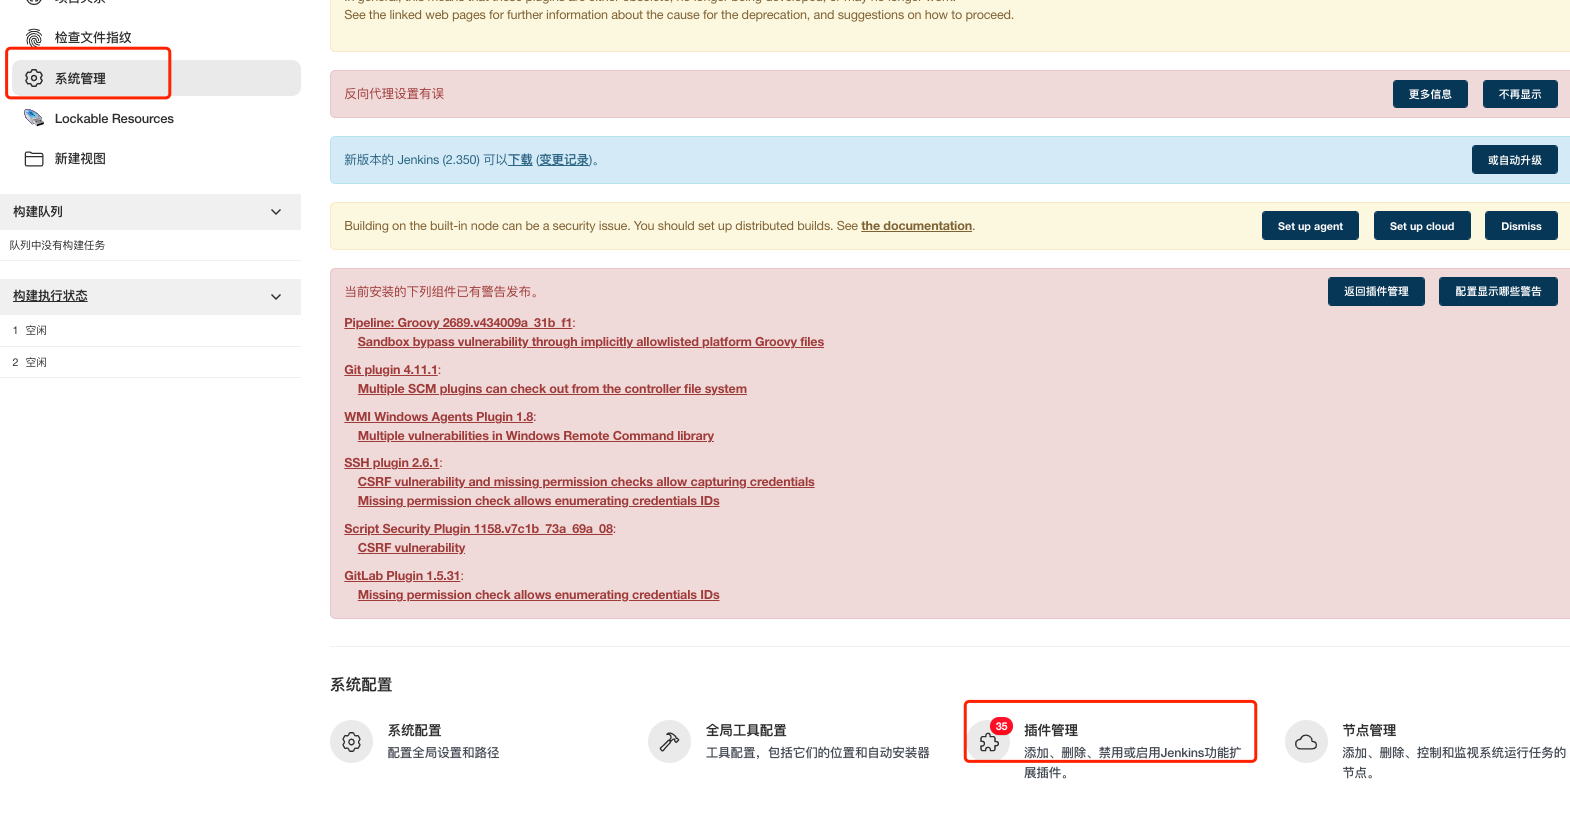 检查文件指纹
系统管理
Lockable Resources
新建视图
构建队列
队列中没有构建任务
构建执行状态
1 空闲
2 空闲
See the linked web pages for further information about the cause for the deprecation, and suggestions on how to proceed.
反向代理设置有误
更多信息
不再显示
新版本的 Jenkins (2.350) 可以下载 (变更记录)。
或自动升级
Building on the built-in node can be a security issue. You should set up distributed builds. See the documentation.
Set up agent
Set up cloud
Dismiss
当前安装的下列组件已有警告发布。
返回插件管理
配置显示哪些警告
Pipeline: Groovy 2689.v434009a_31b_f1:
Sandbox bypass vulnerability through implicitly allowlisted platform Groovy files
Git plugin 4.11.1:
Multiple SCM plugins can check out from the controller file system
WMI Windows Agents Plugin 1.8:
Multiple vulnerabilities in Windows Remote Command library
SSH plugin 2.6.1:
CSRF vulnerability and missing permission checks allow capturing credentials
Missing permission check allows enumerating credentials IDs
Script Security Plugin 1158.v7c1b_73a_69a_08:
CSRF vulnerability
GitLab Plugin 1.5.31:
Missing permission check allows enumerating credentials IDs
系统配置
系统配置
配置全局设置和路径
全局工具配置
工具配置，包括它们的位置和自动安装器
35
插件管理
添加、删除、禁用或启用Jenkins功能扩
展插件。
节点管理
添加、删除、控制和监视系统运行任务的
节点。